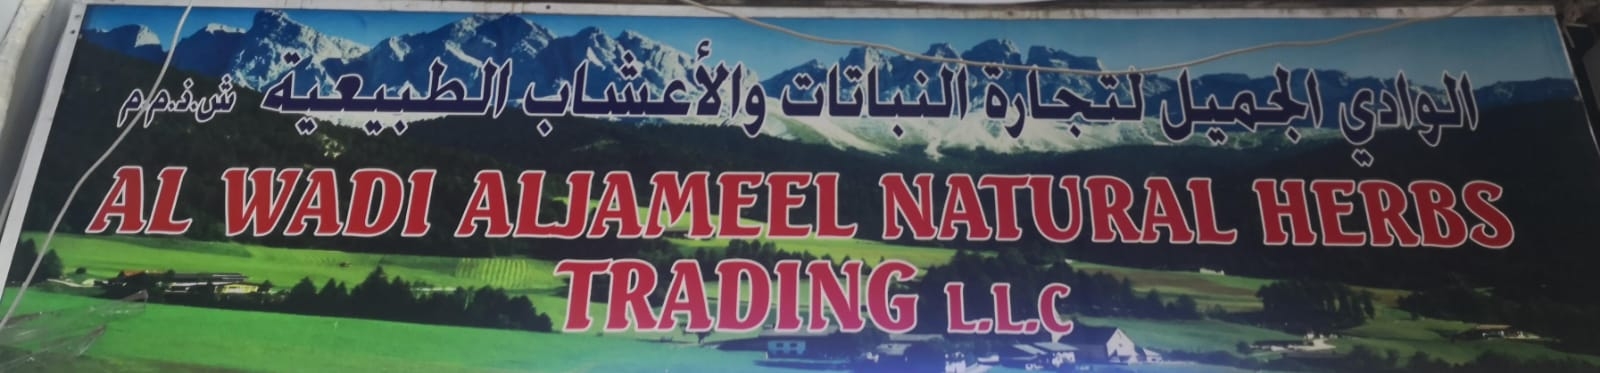 الوادي الجميل لتجارة النباتات والأعشاب الطبيعية ش.ذ.م.م
AL WADI ALJAMEEL NATURAL HERBS
TRADING L.L.C